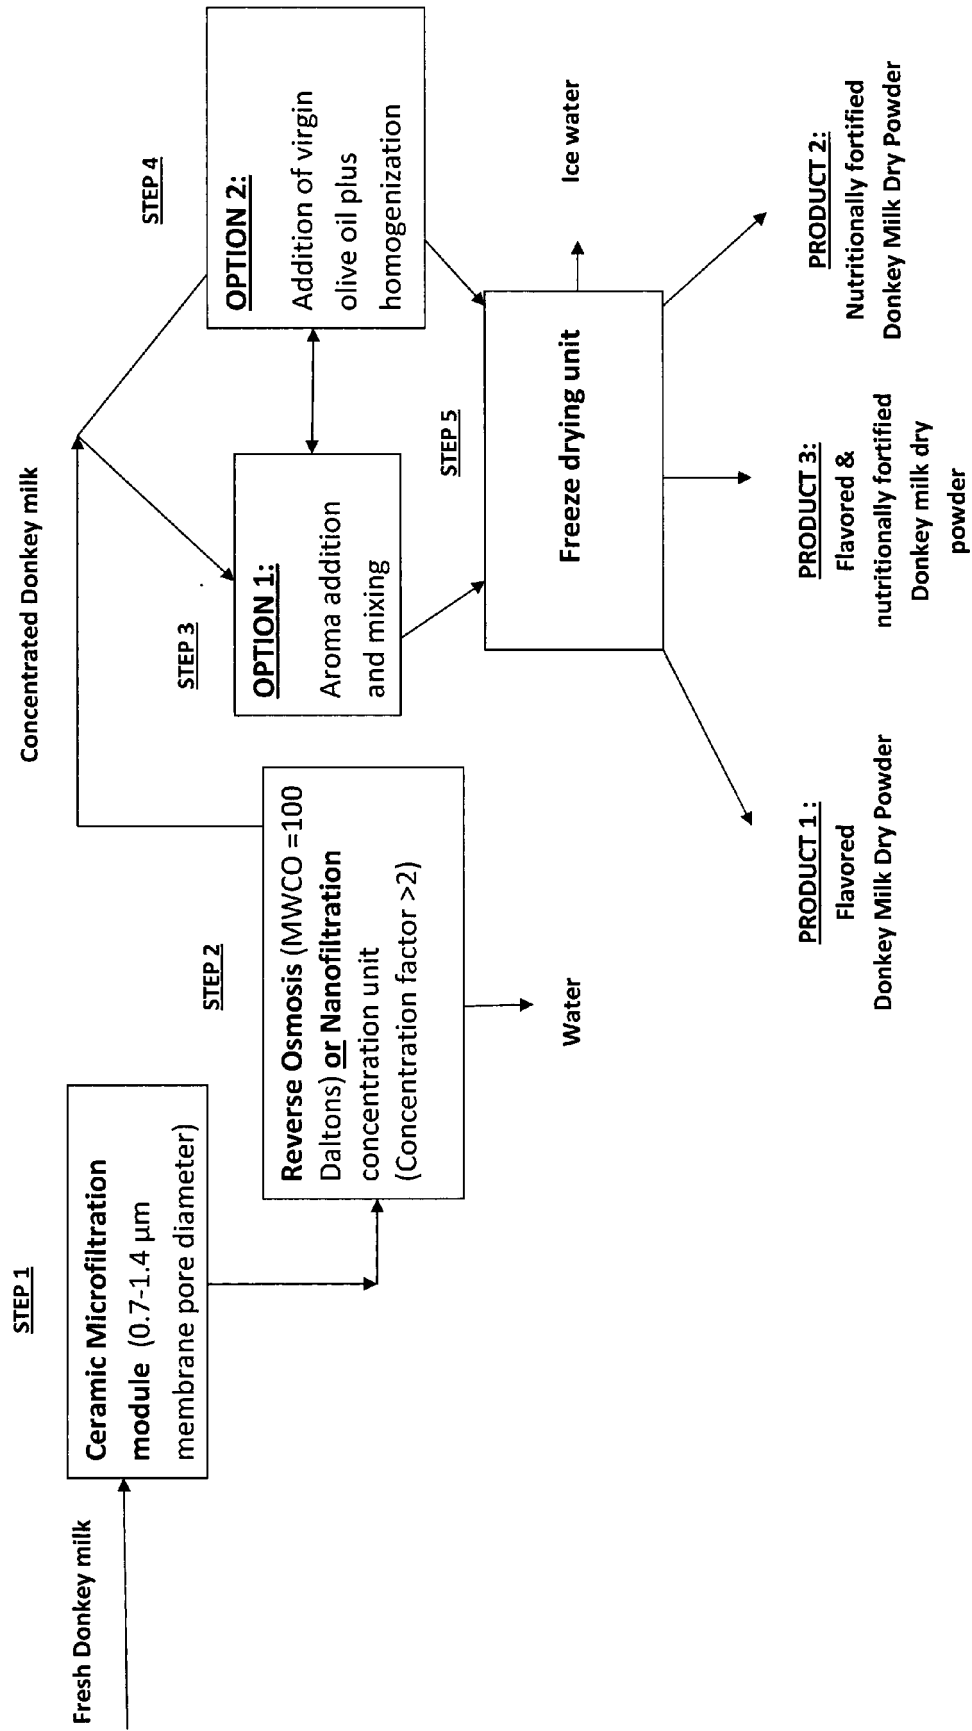 STEP 1
Fresh Donkey milk
Ceramic Microfiltration
module (0.7-1.4 μm
membrane pore diameter)
STEP 2
Reverse Osmosis (MWCO =100
Daltons) or Nanofiltration
concentration unit
(Concentration factor >2)
Water
Concentrated Donkey milk
STEP 3
OPTION 1:
Aroma addition
and mixing
STEP 4
OPTION 2:
Addition of virgin
olive oil plus
homogenization
STEP 5
Freeze drying unit
Ice water
PRODUCT 1 :
Flavored
Donkey Milk Dry Powder
PRODUCT 3:
Flavored &
nutritionally fortified
Donkey milk dry
powder
PRODUCT 2:
Nutritionally fortified
Donkey Milk Dry Powder